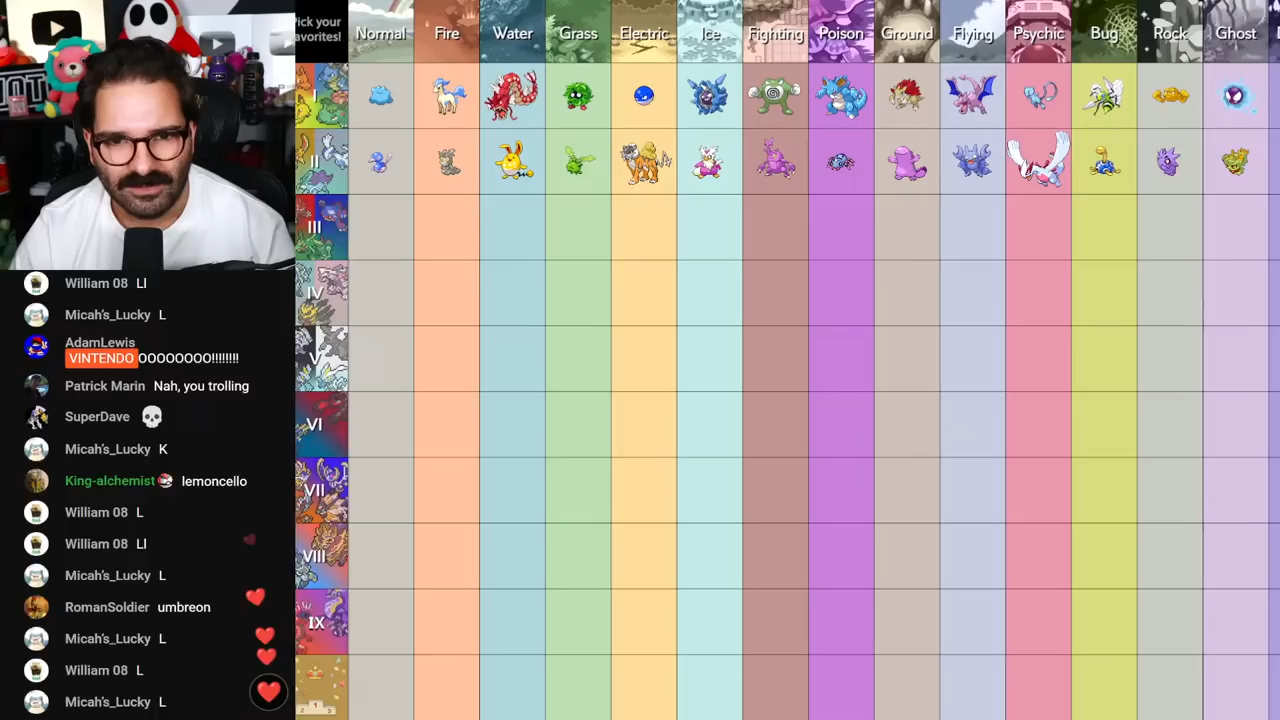 Pick your
favorites!
Normal
Fire
Water
Grass
Electric
Ice
Fighting
Poison
Ground
Flying
Psychic
Bug
Rock
Ghost
I
II
III
IV
V
VI
VII
VIII
IX
William 08 Ll
Micah's_Lucky L
AdamLewis
VINTENDO OOOOOOOO!!!!!!!!
Patrick Marin Nah, you trolling
SuperDave
Micah's_Lucky K
King-alchemist lemoncello
William 08 L
William 08 Ll
Micah's_Lucky L
RomanSoldier umbreon
Micah's_Lucky L
William 08 L
Micah's_Lucky L